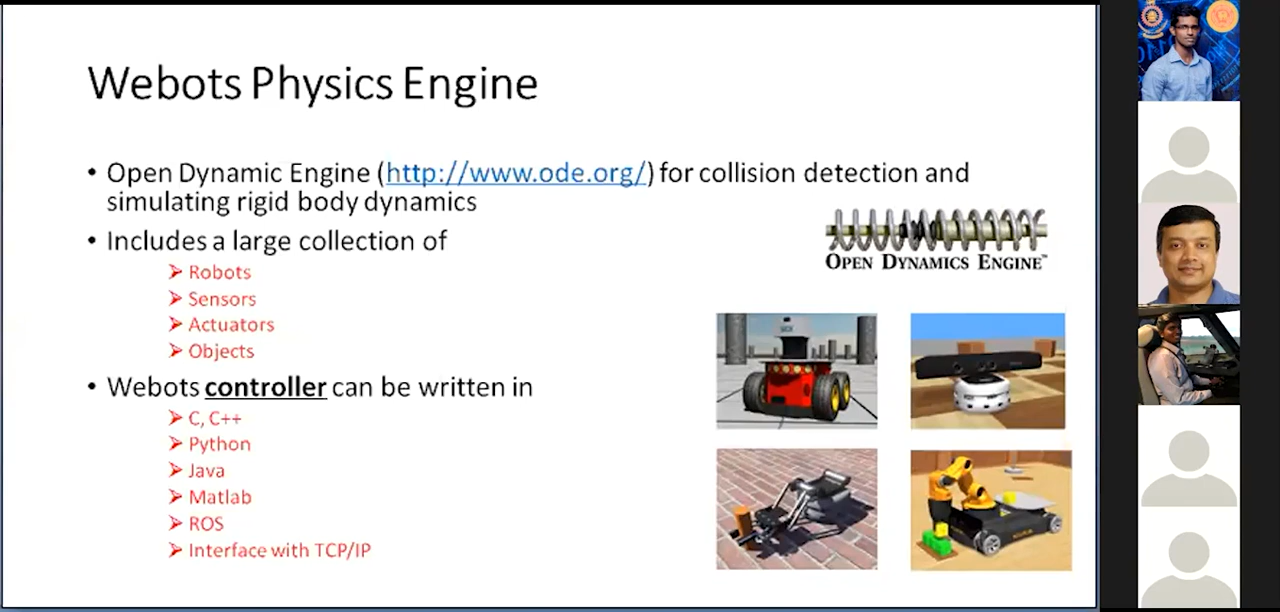 Webots Physics Engine
• Open Dynamic Engine (http://www.ode.org/) for collision detection and
simulating rigid body dynamics
• Includes a large collection of
➢ Robots
➢ Sensors
➢ Actuators
➢ Objects
• Webots controller can be written in
➢ C, C++
➢ Python
➢ Java
➢ Matlab
➢ ROS
➢ Interface with TCP/IP
OPEN DYNAMICS ENGINE™